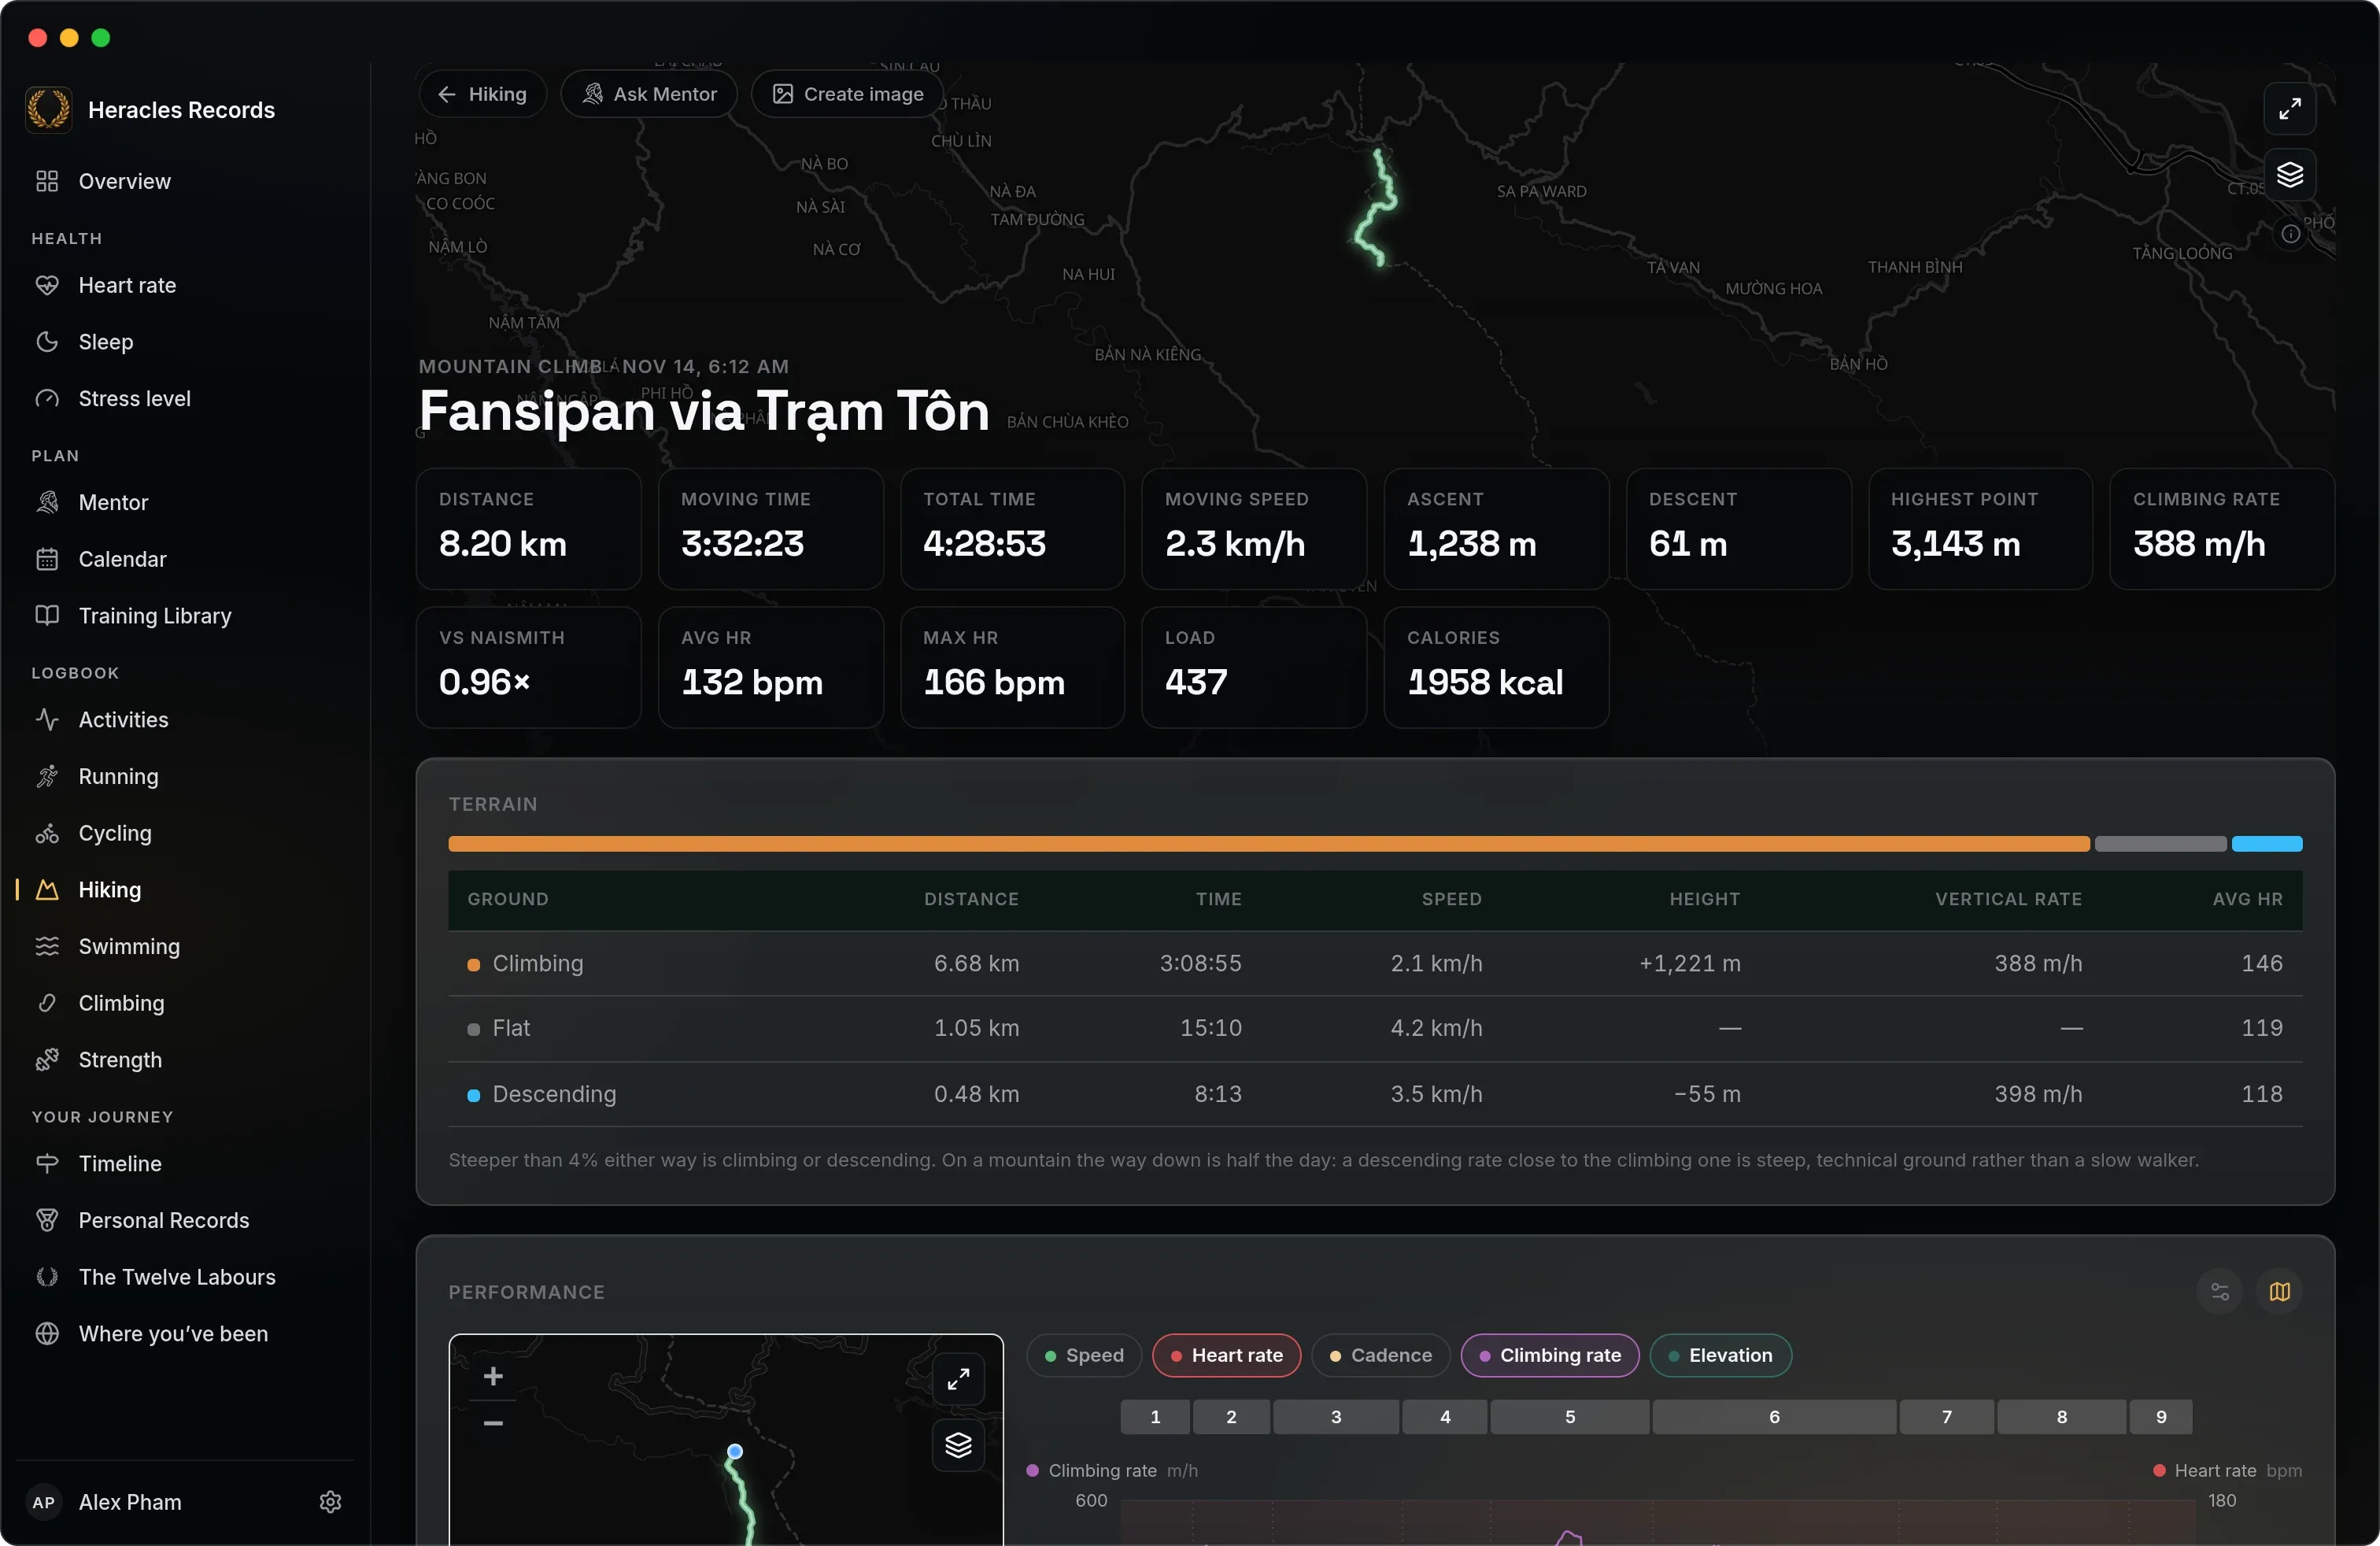 Heracles Records
Overview
HEALTH
Heart rate
Sleep
Stress level
PLAN
Mentor
Calendar
Training Library
LOGBOOK
Activities
Running
Cycling
Hiking
Swimming
Climbing
Strength
YOUR JOURNEY
Timeline
Personal Records
The Twelve Labours
Where you’ve been
AP Alex Pham
Hiking
Ask Mentor
Create image
SIN CÂU
CHÙ LÌN
NÀ BO
CO COÓC
NÀ SÀI
NÀ ĐA
TAM ĐƯỜNG
NẬM LÒ
NÀ CƠ
NA HUI
SA PA WARD
TẢ VAN
MƯỜNG HOA
THANH BÌNH
TẰNG LOỎNG
CT.05
PHỐ
NẬM TĂM
BẢN NÀ KIÊNG
BẢN HỒ
PHI HỒ
BẢN CHÙA KHÈO
MOUNTAIN CLIMB · NOV 14, 6:12 AM
Fansipan via Trạm Tôn
DISTANCE
8.20 km
MOVING TIME
3:32:23
TOTAL TIME
4:28:53
MOVING SPEED
2.3 km/h
ASCENT
1,238 m
DESCENT
61 m
HIGHEST POINT
3,143 m
CLIMBING RATE
388 m/h
VS NAISMITH
0.96×
AVG HR
132 bpm
MAX HR
166 bpm
LOAD
437
CALORIES
1958 kcal
TERRAIN
GROUND DISTANCE TIME SPEED HEIGHT VERTICAL RATE AVG HR
Climbing 6.68 km 3:08:55 2.1 km/h +1,221 m 388 m/h 146
Flat 1.05 km 15:10 4.2 km/h — — 119
Descending 0.48 km 8:13 3.5 km/h −55 m 398 m/h 118
Steeper than 4% either way is climbing or descending. On a mountain the way down is half the day: a descending rate close to the climbing one is steep, technical ground rather than a slow walker.
PERFORMANCE
Speed Heart rate Cadence Climbing rate Elevation
1 2 3 4 5 6 7 8 9
Climbing rate m/h
Heart rate bpm
600
180